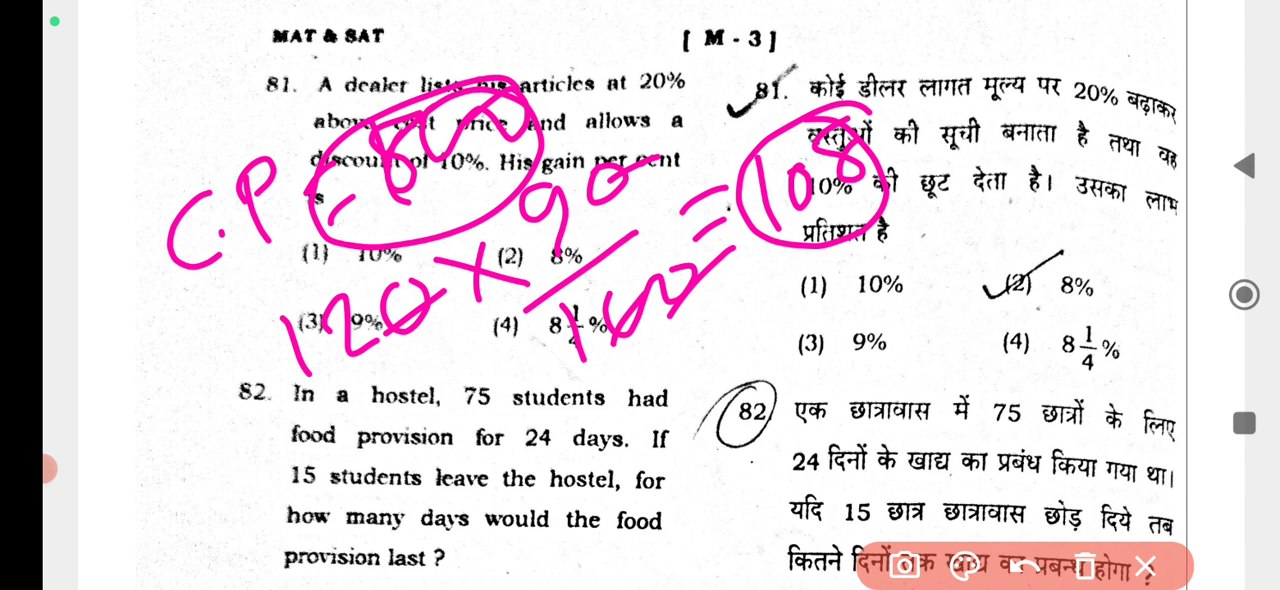 MAT & SAT
[ M - 3 ]
81. A dealer lists his articles at 20%
above cost price and allows a
discount of 10%. His gain per cent
is
(1) 10% (2) 8%
(3) 9% (4) 8 1/4 %
82. In a hostel, 75 students had
food provision for 24 days. If
15 students leave the hostel, for
how many days would the food
provision last ?
81. कोई डीलर लागत मूल्य पर 20% बढ़ाकर
वस्तुओं की सूची बनाता है तथा वह
10% की छूट देता है। उसका लाभ
प्रतिशत है
(1) 10% (2) 8%
(3) 9% (4) 8 1/4 %
82 एक छात्रावास में 75 छात्रों के लिए
24 दिनों के खाद्य का प्रबंध किया गया था।
यदि 15 छात्र छात्रावास छोड़ दिये तब
कितने दिनों तक खाद्य का प्रबन्ध होगा ?
C.P
120 × 90 / 100 = 108